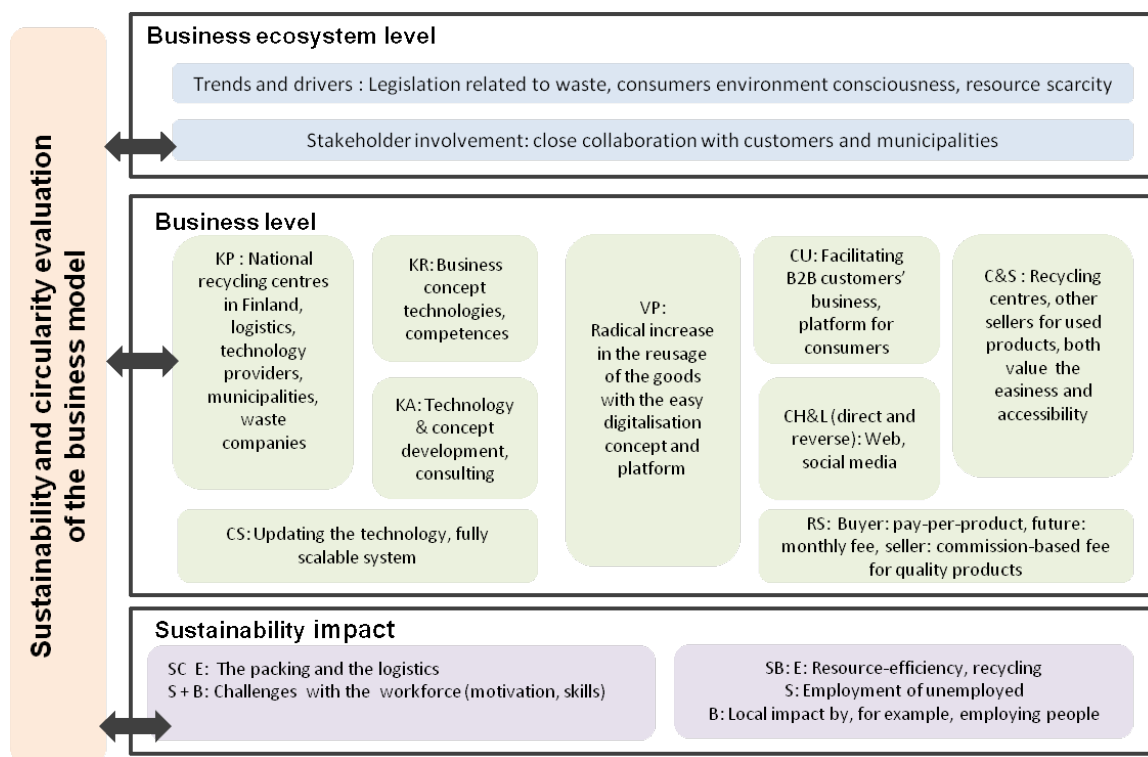 Sustainability and circularity evaluation
of the business model
Business ecosystem level
Trends and drivers : Legislation related to waste, consumers environment consciousness, resource scarcity
Stakeholder involvement: close collaboration with customers and municipalities
Business level
KP : National
recycling centres
in Finland,
logistics,
technology
providers,
municipalities,
waste
companies
KR: Business
concept
technologies,
competences
KA: Technology
& concept
development,
consulting
VP:
Radical increase
in the reusage
of the goods
with the easy
digitalisation
concept and
platform
CU: Facilitating
B2B customers’
business,
platform for
consumers
CH&L (direct and
reverse): Web,
social media
C&S : Recycling
centres, other
sellers for used
products, both
value the
easiness and
accessibility
CS: Updating the technology, fully
scalable system
RS: Buyer: pay-per-product, future:
monthly fee, seller: commission-based fee
for quality products
Sustainability impact
SC E: The packing and the logistics
S + B: Challenges with the workforce (motivation, skills)
SB: E: Resource-efficiency, recycling
S: Employment of unemployed
B: Local impact by, for example, employing people